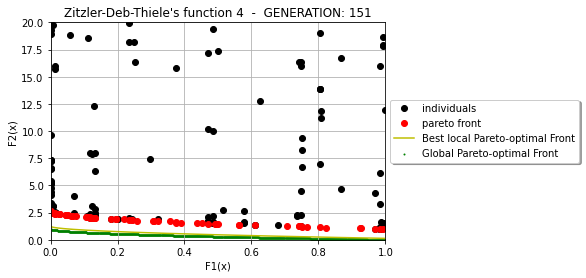 Zitzler-Deb-Thiele's function 4 - GENERATION: 151
20.0
17.5
15.0
12.5
10.0
7.5
5.0
2.5
0.0
F2(x)
0.0 0.2 0.4 0.6 0.8 1.0
F1(x)
individuals
pareto front
Best local Pareto-optimal Front
Global Pareto-optimal Front